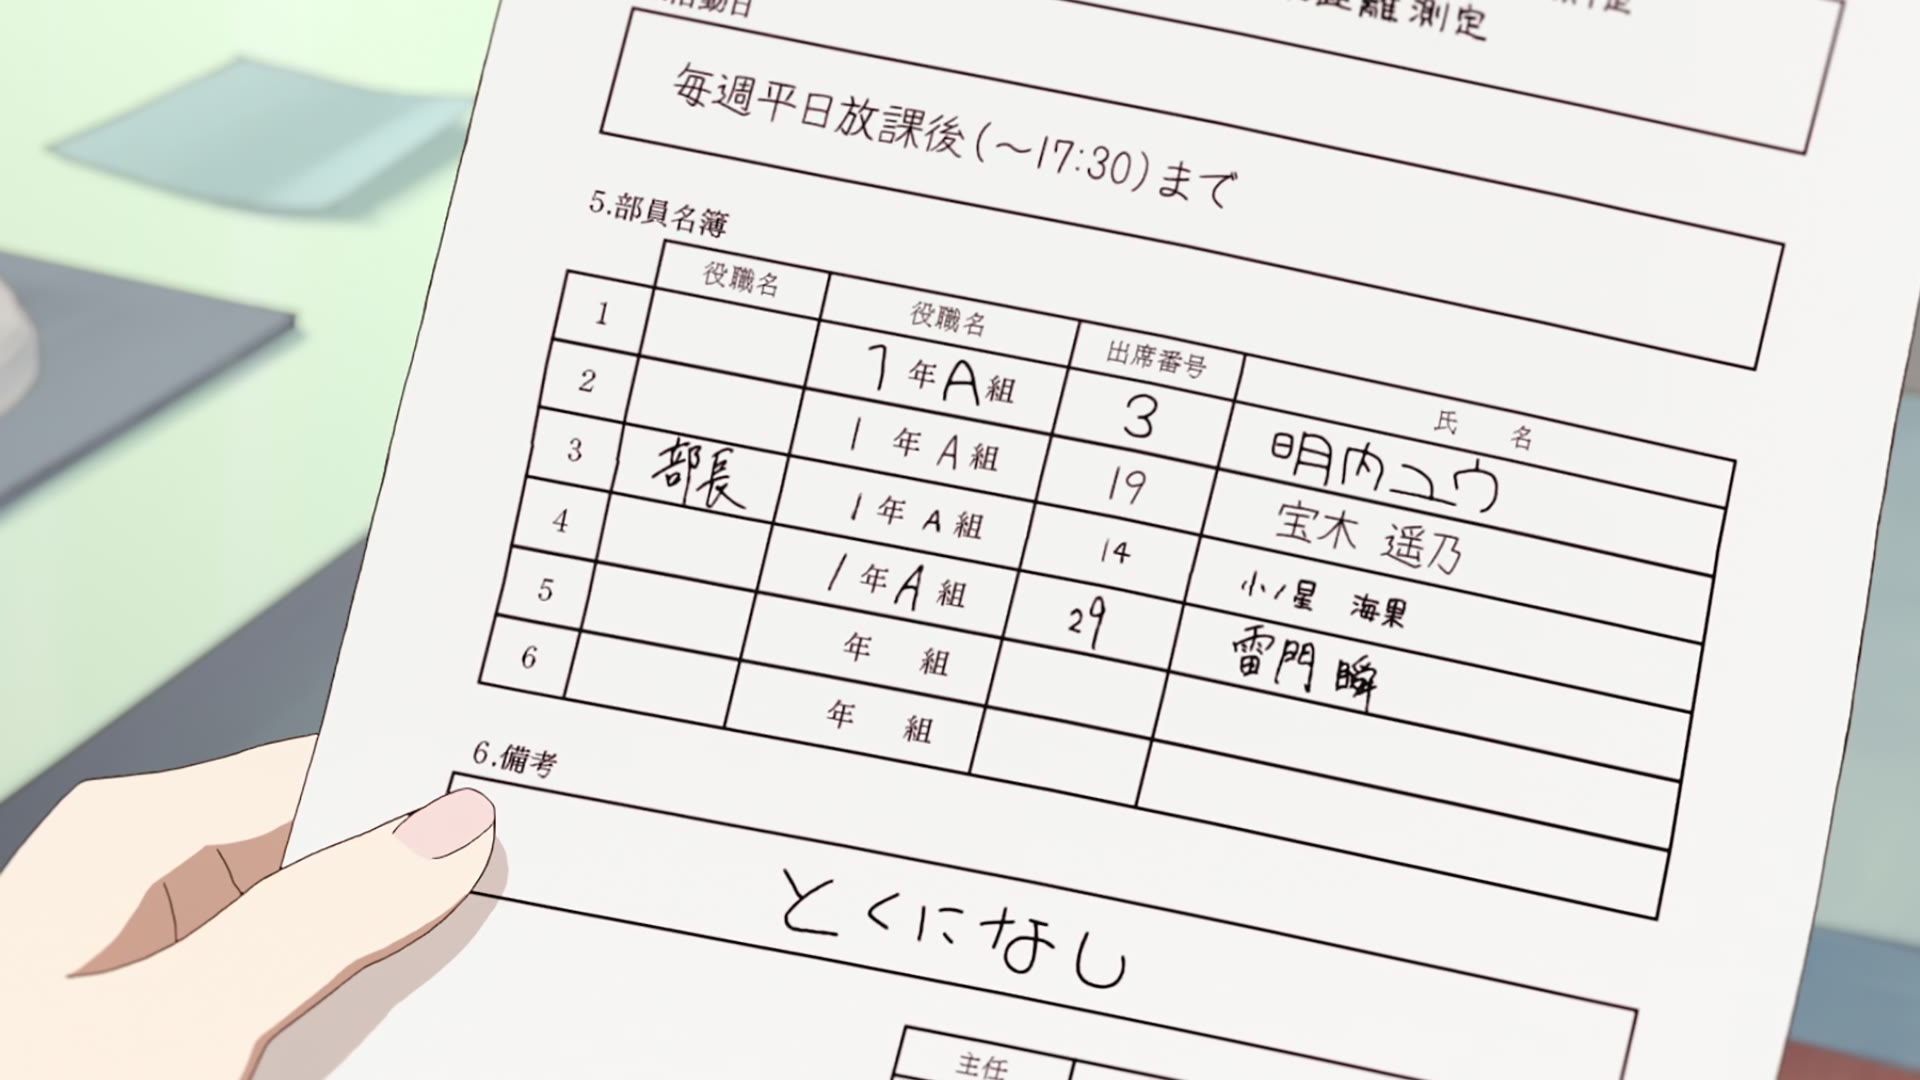 活動日
距離測定
毎週平日放課後(〜17:30)まで
5.部員名簿
役職名 役職名 出席番号 氏 名
1 1年A組 3 明内ユウ
2 1年A組 19 宝木 遥乃
3 部長 1年A組 14 小ノ星 海果
4 1年A組 29 雷門 瞬
5 年 組
6 年 組
6.備考
とくになし
主任